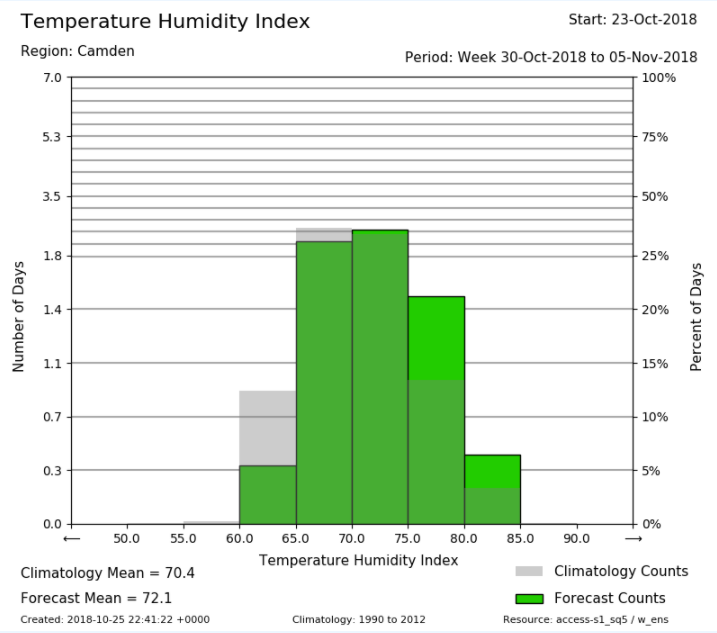 Temperature Humidity Index
Start: 23-Oct-2018
Region: Camden
Period: Week 30-Oct-2018 to 05-Nov-2018
7.0 100%
5.3 75%
3.5 50%
1.8 25%
1.4 20%
1.1 15%
0.7 10%
0.3 5%
0.0 0%
Number of Days
Percent of Days
← 50.0 55.0 60.0 65.0 70.0 75.0 80.0 85.0 90.0 →
Temperature Humidity Index
Climatology Mean = 70.4
Climatology Counts
Forecast Mean = 72.1
Forecast Counts
Created: 2018-10-25 22:41:22 +0000
Climatology: 1990 to 2012
Resource: access-s1_sq5 / w_ens